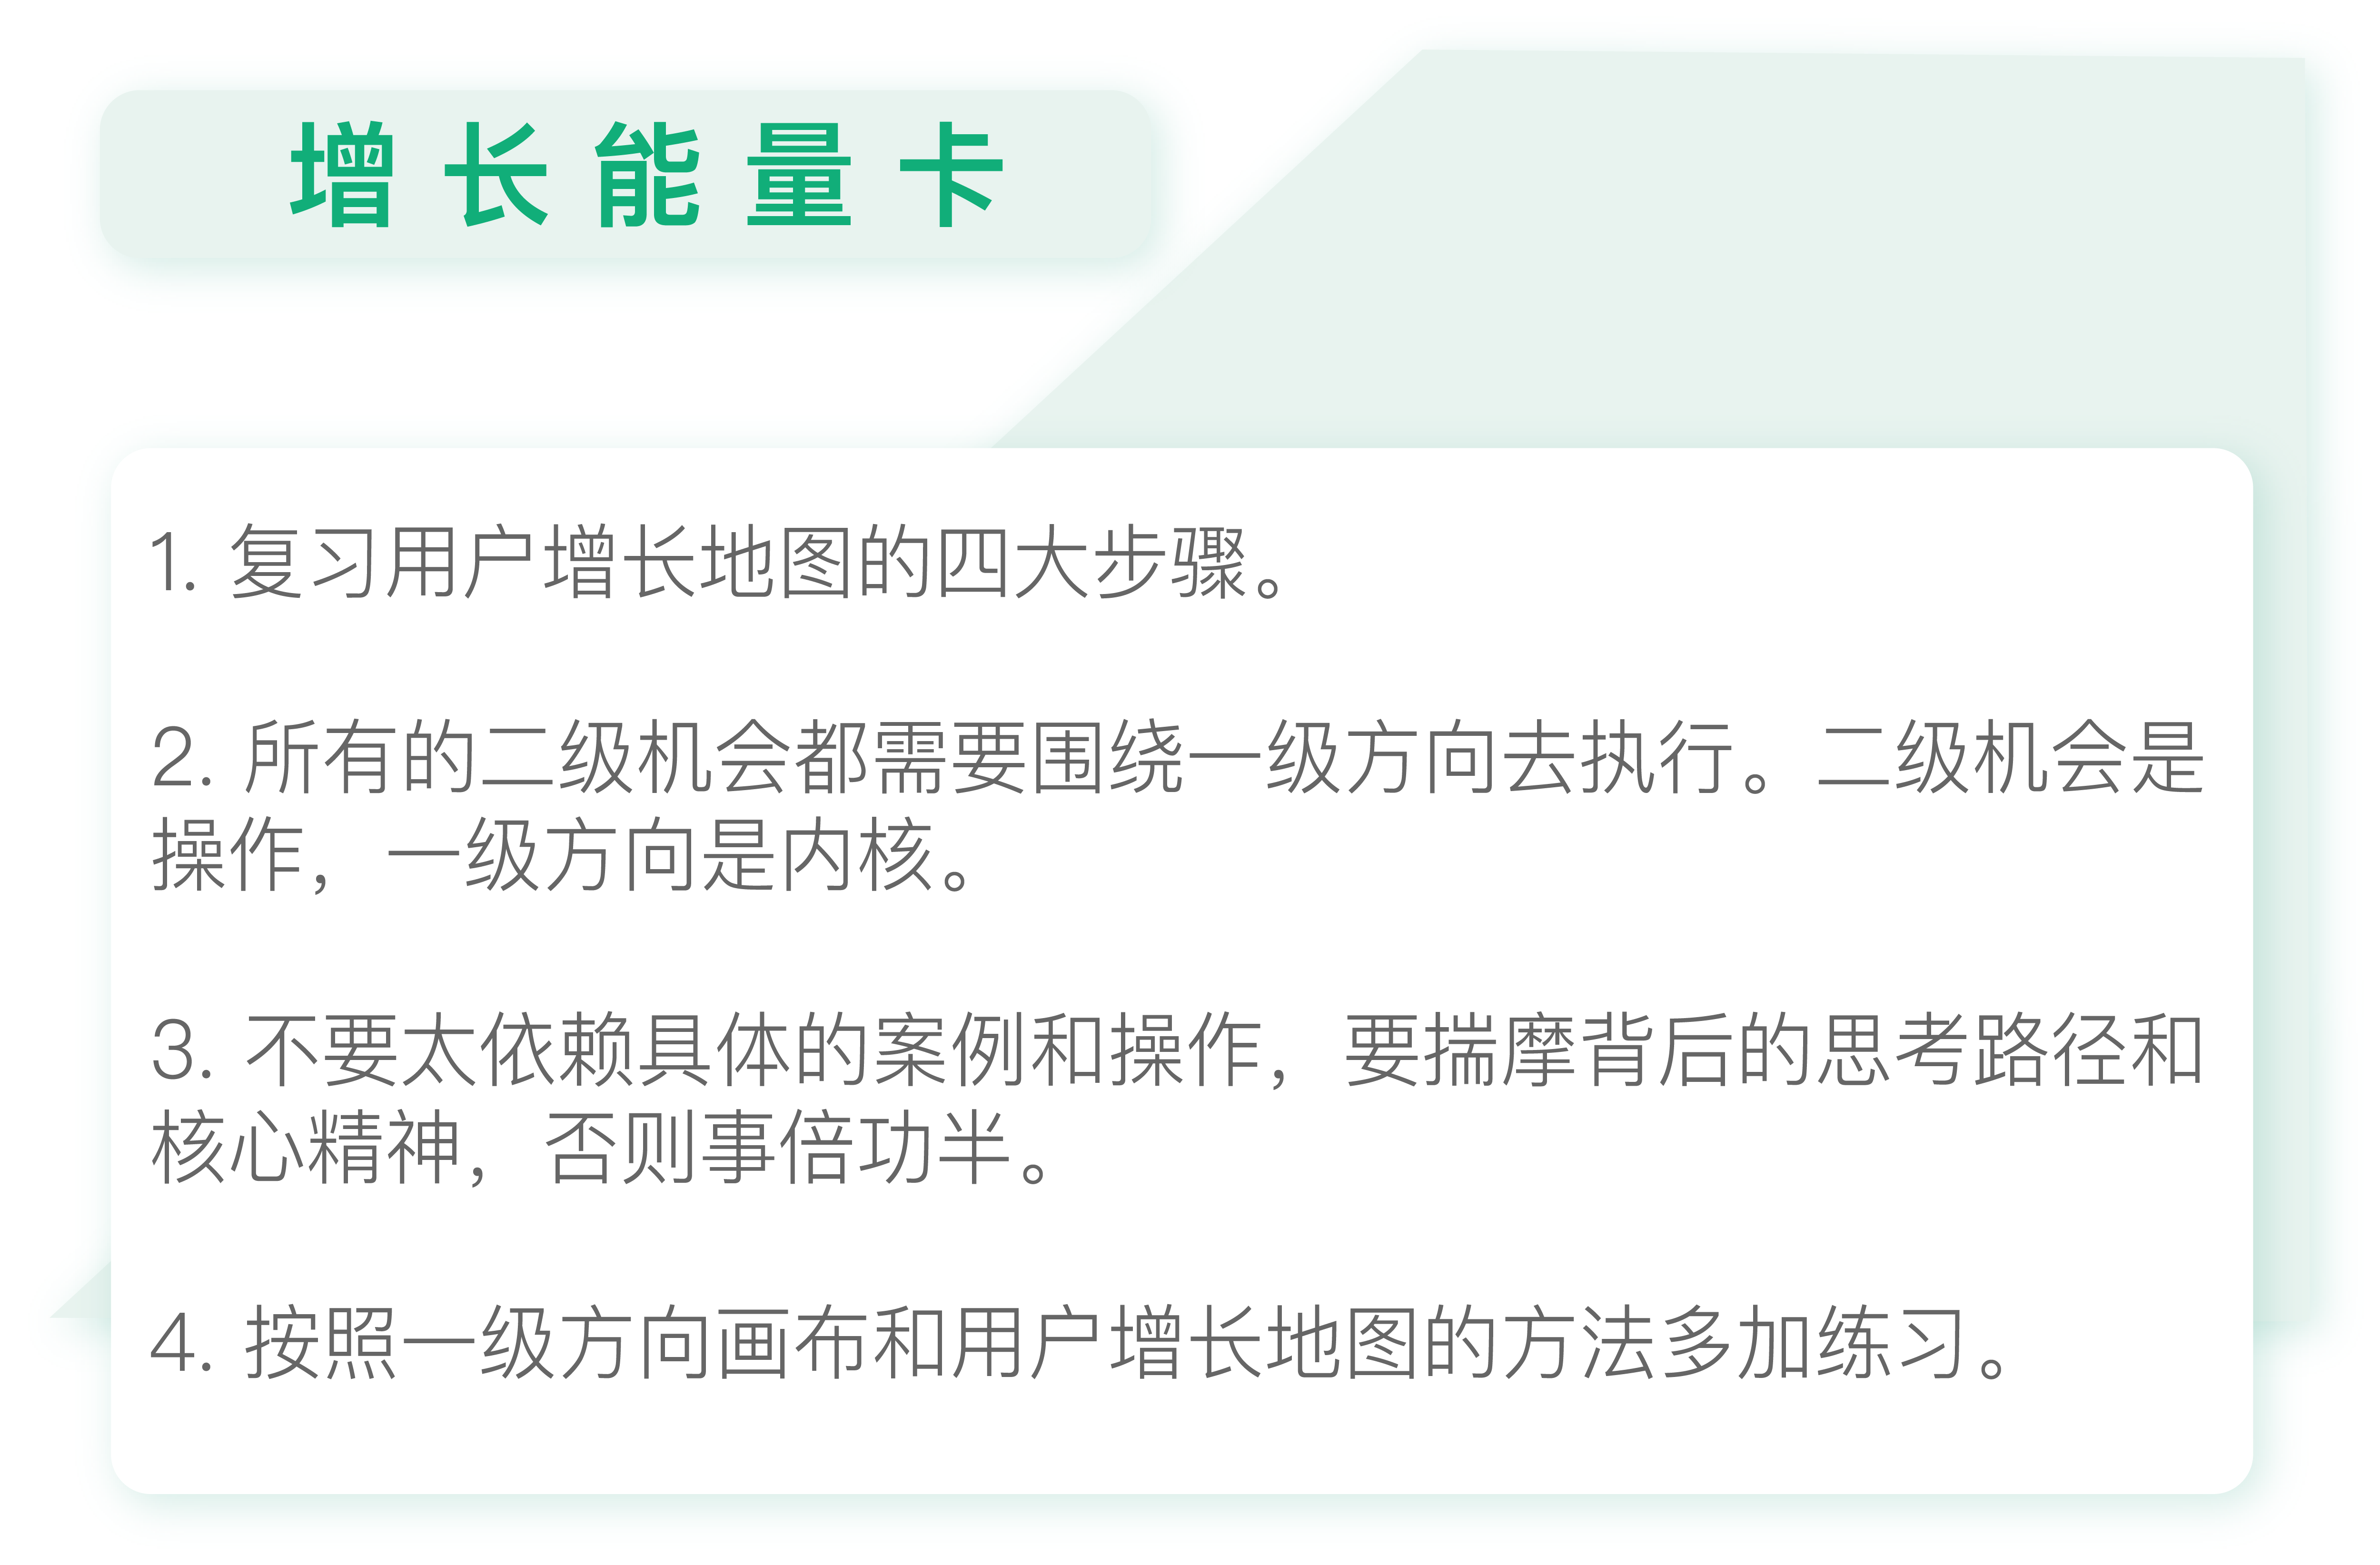 增长能量卡
1. 复习用户增长地图的四大步骤。
2. 所有的二级机会都需要围绕一级方向去执行。二级机会是
操作，一级方向是内核。
3. 不要太依赖具体的案例和操作，要揣摩背后的思考路径和
核心精神，否则事倍功半。
4. 按照一级方向画布和用户增长地图的方法多加练习。